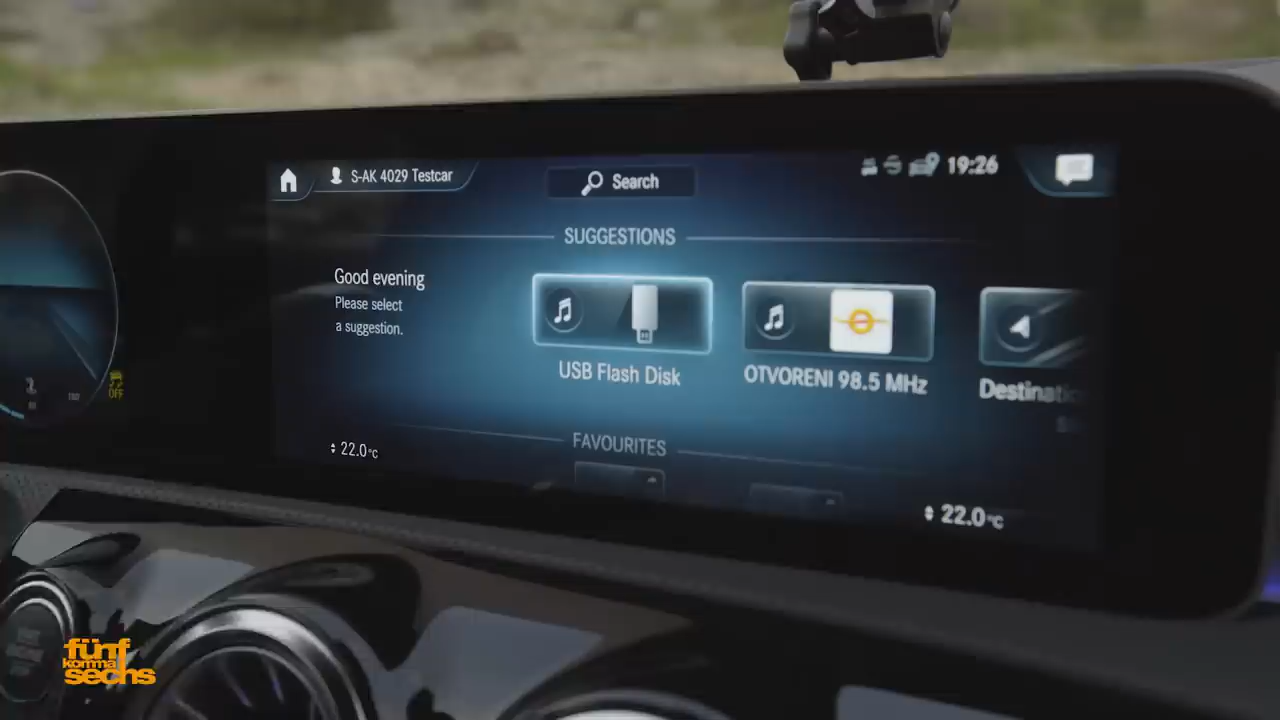 S-AK 4029 Testcar
Search
19:26
SUGGESTIONS
Good evening
Please select
a suggestion.
USB Flash Disk
OTVORENI 98.5 MHz
FAVOURITES
22.0°C
22.0°C
OFF
fünf
komma
sechs